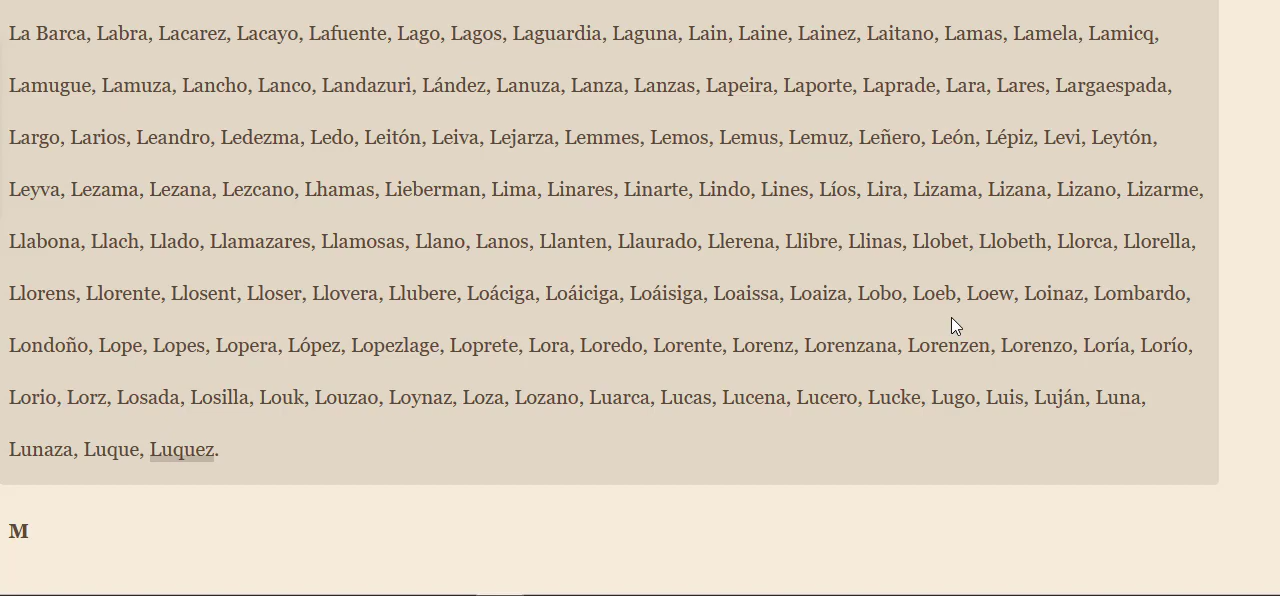 La Barca, Labra, Lacarez, Lacayo, Lafuente, Lago, Lagos, Laguardia, Laguna, Lain, Laine, Lainez, Laitano, Lamas, Lamela, Lamicq,
Lamugue, Lamuza, Lancho, Lanco, Landazuri, Lández, Lanuza, Lanza, Lanzas, Lapeira, Laporte, Laprade, Lara, Lares, Largaespada,
Largo, Larios, Leandro, Ledezma, Ledo, Leitón, Leiva, Lejarza, Lemmes, Lemos, Lemus, Lemuz, Leñero, León, Lépiz, Levi, Leytón,
Leyva, Lezama, Lezana, Lezcano, Lhamas, Lieberman, Lima, Linares, Linarte, Lindo, Lines, Líos, Lira, Lizama, Lizana, Lizano, Lizarme,
Llabona, Llach, Llado, Llamazares, Llamosas, Llano, Lanos, Llanten, Llaurado, Llerena, Llibre, Llinas, Llobet, Llobeth, Llorca, Llorella,
Llorens, Llorente, Llosent, Lloser, Llovera, Llubere, Loáciga, Loáiciga, Loáisiga, Loaissa, Loaiza, Lobo, Loeb, Loew, Loinaz, Lombardo,
Londoño, Lope, Lopes, Lopera, López, Lopezlage, Loprete, Lora, Loredo, Lorente, Lorenz, Lorenzana, Lorenzen, Lorenzo, Loría, Lorío,
Lorio, Lorz, Losada, Losilla, Louk, Louzao, Loynaz, Loza, Lozano, Luarca, Lucas, Lucena, Lucero, Lucke, Lugo, Luis, Luján, Luna,
Lunaza, Luque, Luquez.
M